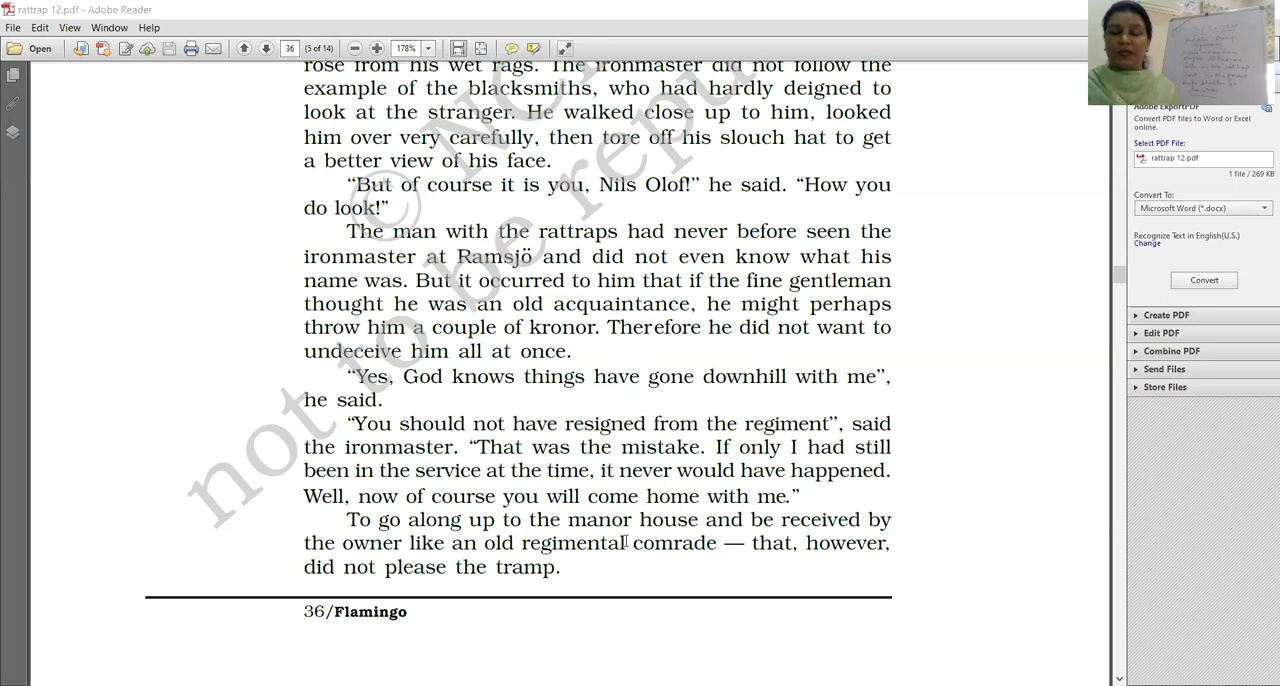 rattrap 12.pdf - Adobe Reader
File Edit View Window Help
Open 36 (5 of 14) 178%
rose from his wet rags. The ironmaster did not follow the
example of the blacksmiths, who had hardly deigned to
look at the stranger. He walked close up to him, looked
him over very carefully, then tore off his slouch hat to get
a better view of his face.
“But of course it is you, Nils Olof!” he said. “How you
do look!”
The man with the rattraps had never before seen the
ironmaster at Ramsjö and did not even know what his
name was. But it occurred to him that if the fine gentleman
thought he was an old acquaintance, he might perhaps
throw him a couple of kronor. Therefore he did not want to
undeceive him all at once.
“Yes, God knows things have gone downhill with me”,
he said.
“You should not have resigned from the regiment”, said
the ironmaster. “That was the mistake. If only I had still
been in the service at the time, it never would have happened.
Well, now of course you will come home with me.”
To go along up to the manor house and be received by
the owner like an old regimental comrade — that, however,
did not please the tramp.
36/Flamingo
© NC
not to be repu
Adobe ExportPDF
Convert PDF files to Word or Excel
online.
Select PDF File:
rattrap 12.pdf
1 file / 269 KB
Convert To:
Microsoft Word (*.docx)
Recognize Text in English(U.S.)
Change
Convert
Create PDF
Edit PDF
Combine PDF
Send Files
Store Files